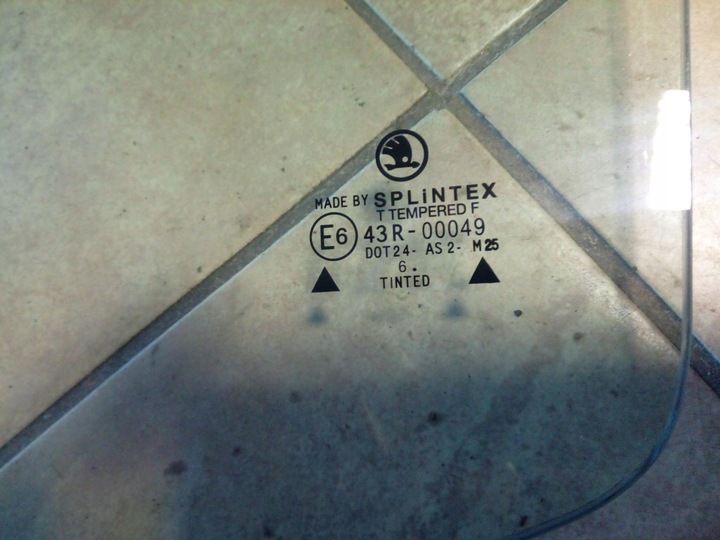 MADE BY SPLiNTEX
T TEMPERED F
E6 43R-00049
DOT24- AS2- M25
6.
TINTED